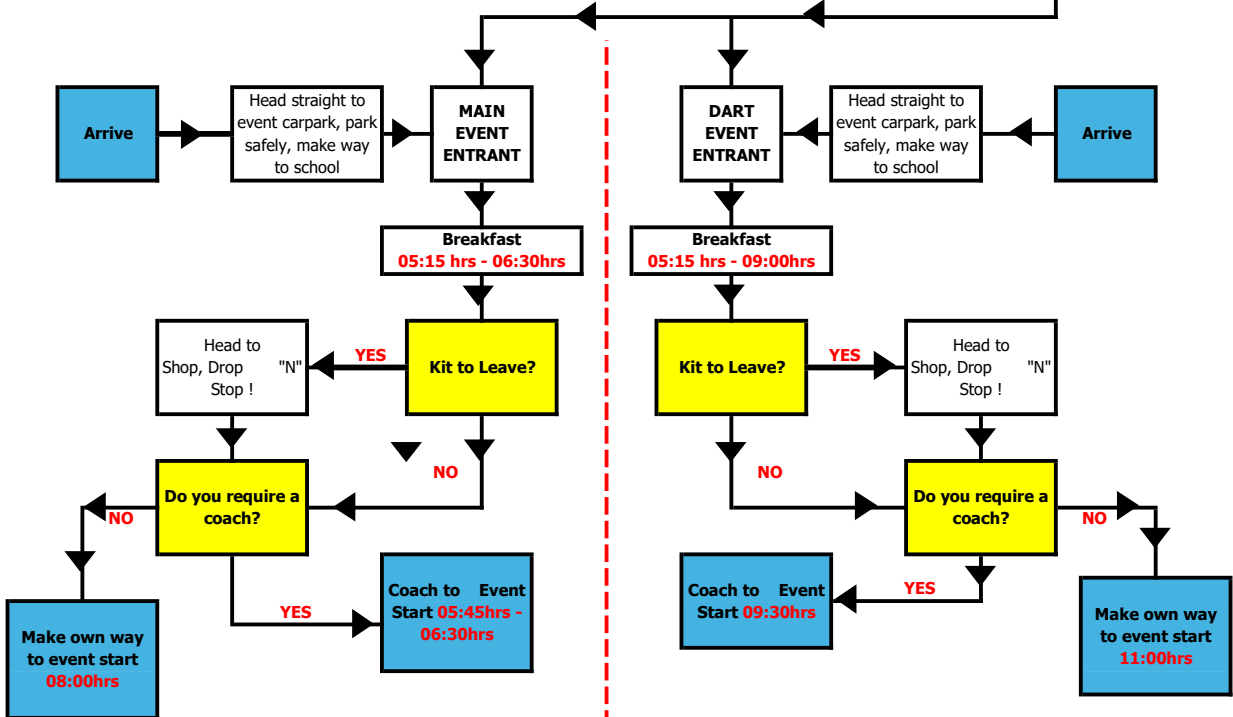 Arrive
Head straight to
event carpark, park
safely, make way
to school
MAIN
EVENT
ENTRANT
DART
EVENT
ENTRANT
Head straight to
event carpark, park
safely, make way
to school
Arrive
Breakfast
05:15 hrs - 06:30hrs
Breakfast
05:15 hrs - 09:00hrs
Head to
Shop, Drop "N"
Stop !
YES
Kit to Leave?
Kit to Leave?
YES
Head to
Shop, Drop "N"
Stop !
NO
NO
Do you require a
coach?
NO
Do you require a
coach?
NO
YES
Coach to Event
Start 05:45hrs -
06:30hrs
Coach to Event
Start 09:30hrs
YES
Make own way
to event start
08:00hrs
Make own way
to event start
11:00hrs